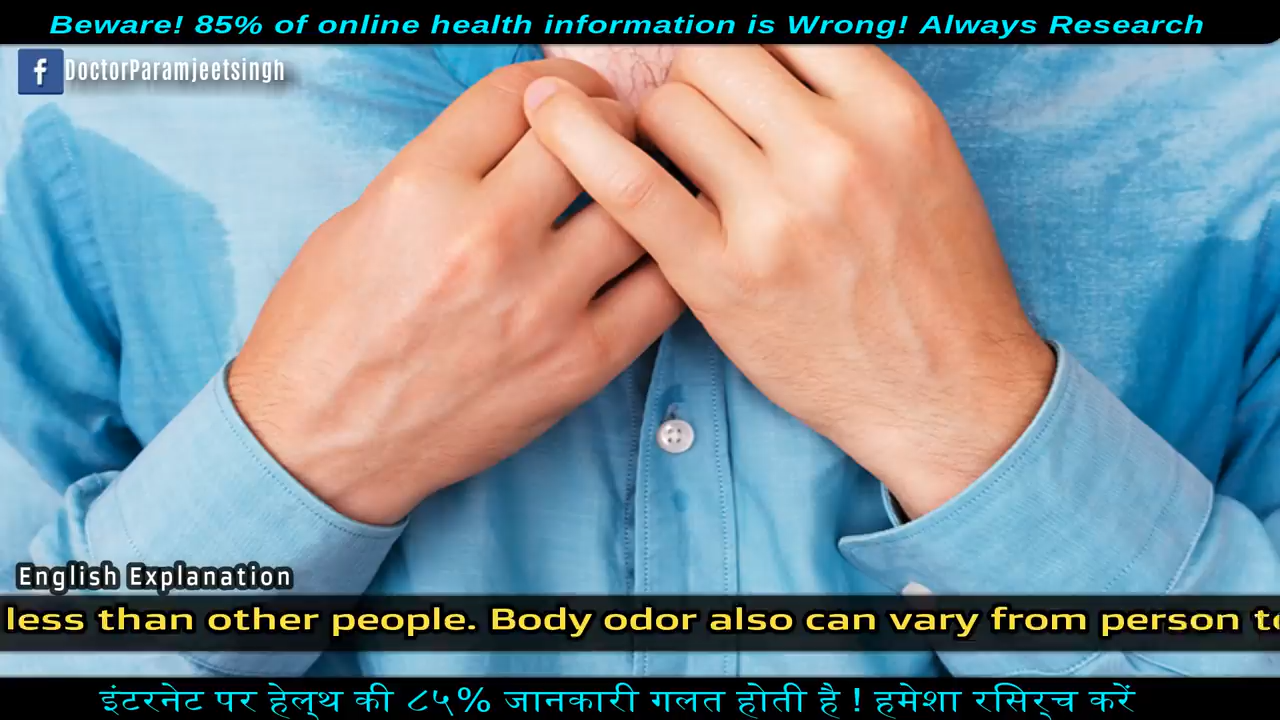 Beware! 85% of online health information is Wrong! Always Research
DoctorParamjeetsingh
English Explanation
less than other people. Body odor also can vary from person to
इंटरनेट पर हेल्थ की ८५% जानकारी गलत होती है ! हमेशा रसिर्च करें